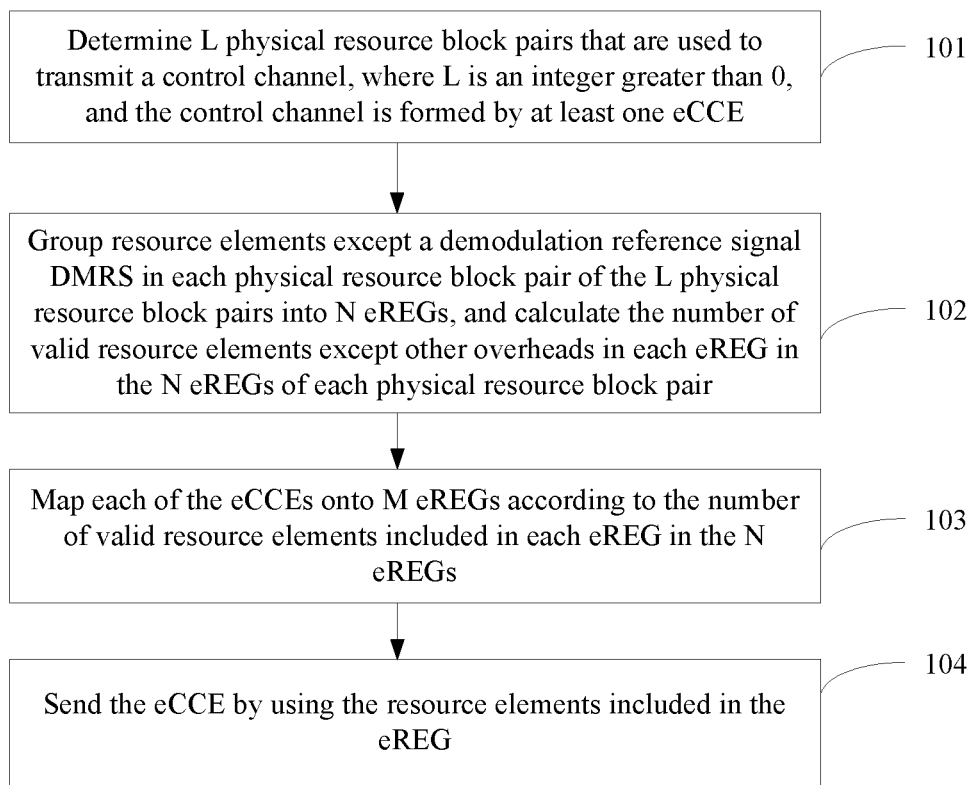 Determine L physical resource block pairs that are used to
transmit a control channel, where L is an integer greater than 0,
and the control channel is formed by at least one eCCE
101
Group resource elements except a demodulation reference signal
DMRS in each physical resource block pair of the L physical
resource block pairs into N eREGs, and calculate the number of
valid resource elements except other overheads in each eREG in
the N eREGs of each physical resource block pair
102
Map each of the eCCEs onto M eREGs according to the number
of valid resource elements included in each eREG in the N
eREGs
103
Send the eCCE by using the resource elements included in the
eREG
104